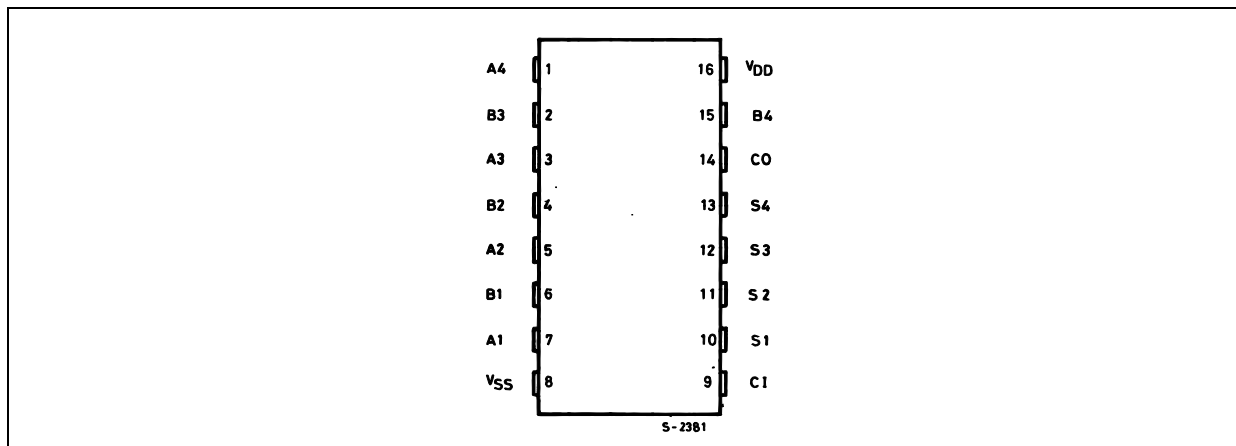 A4 1 16 VDD
B3 2 15 B4
A3 3 14 CO
B2 4 13 S4
A2 5 12 S3
B1 6 11 S2
A1 7 10 S1
VSS 8 9 CI
S-2381